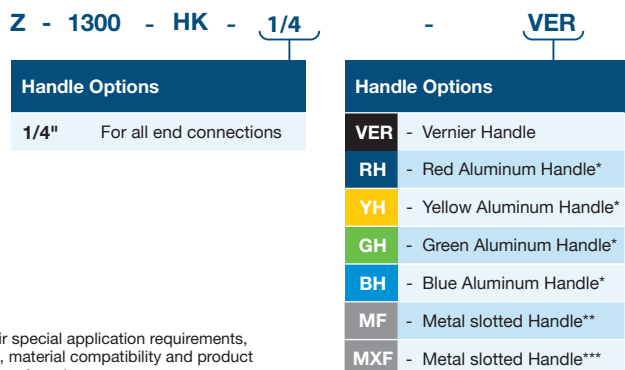 Z - 1300 - HK - 1/4 - VER
Handle Options
1/4" For all end connections
Handle Options
VER - Vernier Handle
RH - Red Aluminum Handle*
YH - Yellow Aluminum Handle*
GH - Green Aluminum Handle*
BH - Blue Aluminum Handle*
MF - Metal slotted Handle**
MXF - Metal slotted Handle***
special application requirements,
, material compatibility and product